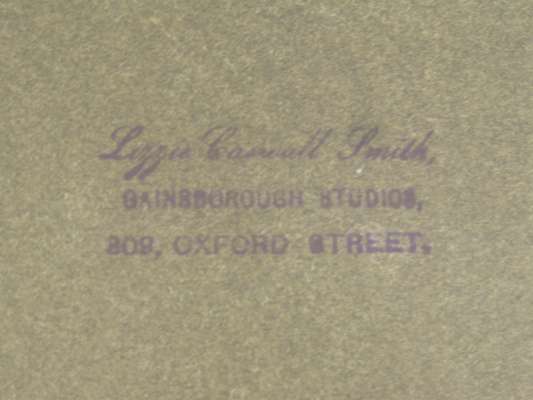 Lizzie Caswall Smith,
GAINSBOROUGH STUDIOS,
309, OXFORD STREET.